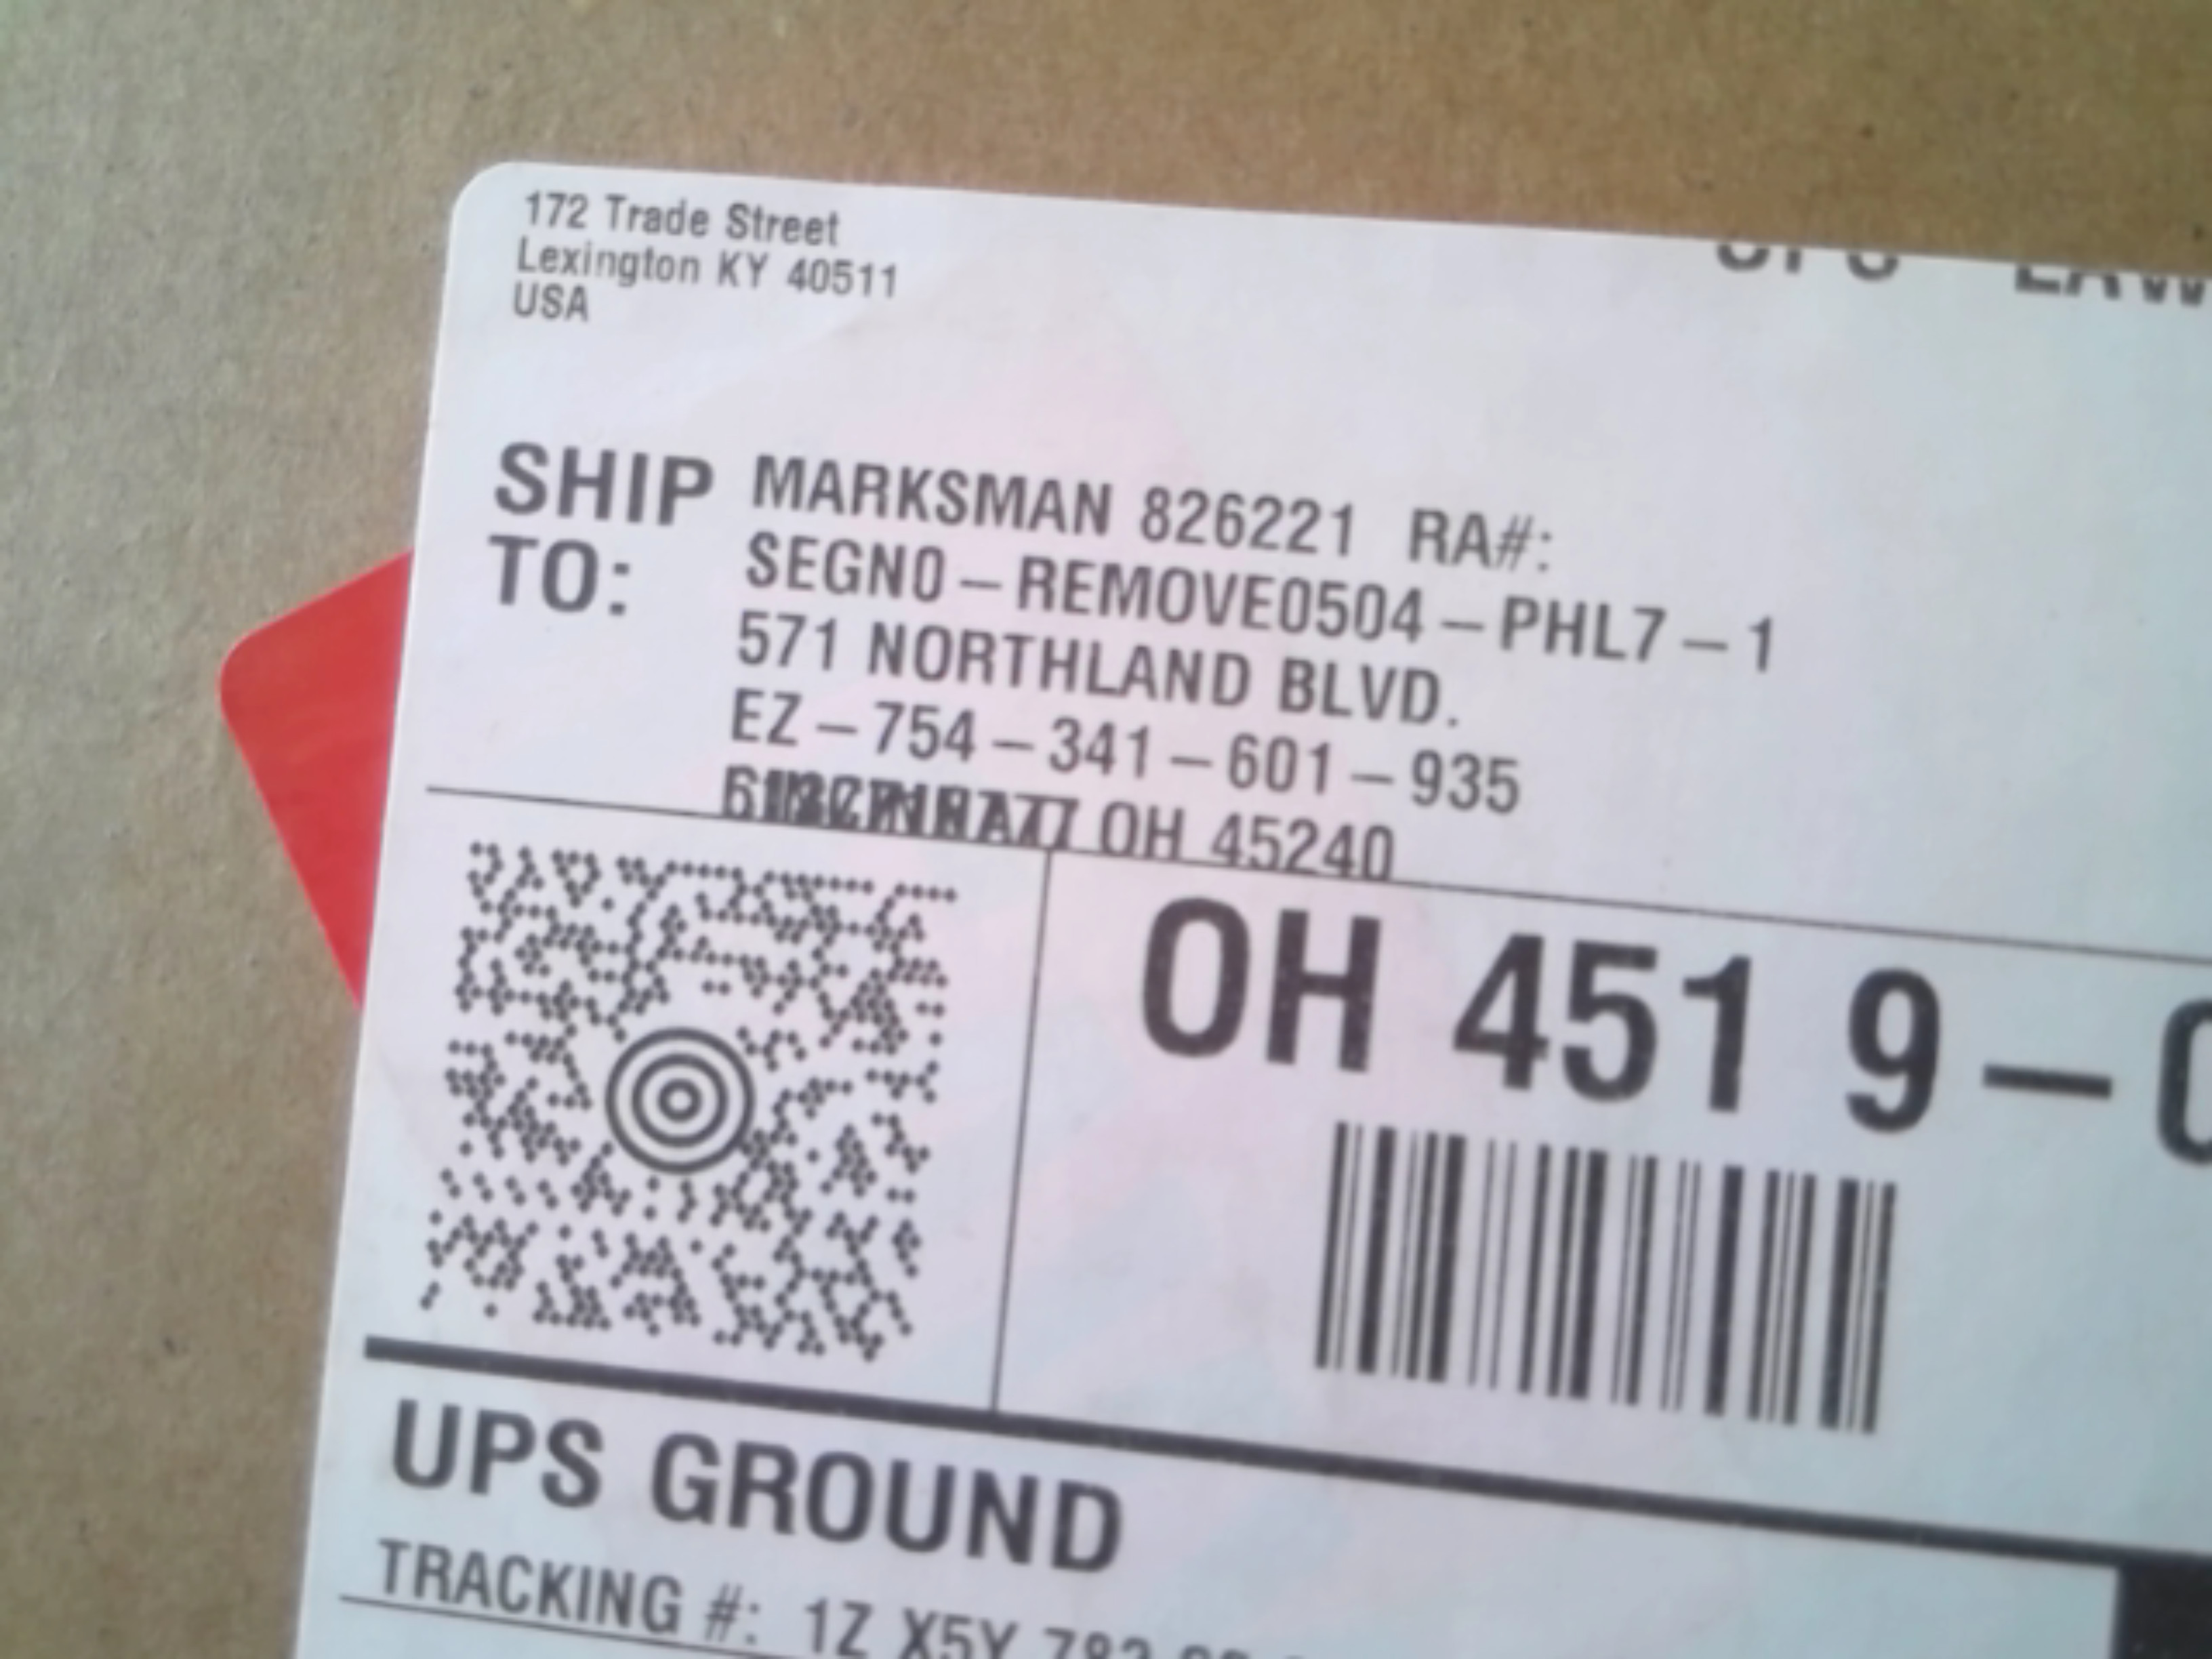 172 Trade Street
Lexington KY 40511
USA
SHIP TO:
MARKSMAN 826221 RA#:
SEGN0-REMOVE0504-PHL7-1
571 NORTHLAND BLVD.
EZ-754-341-601-935
OH 45240
OH 451 9-
UPS GROUND
TRACKING #: 1Z X5Y